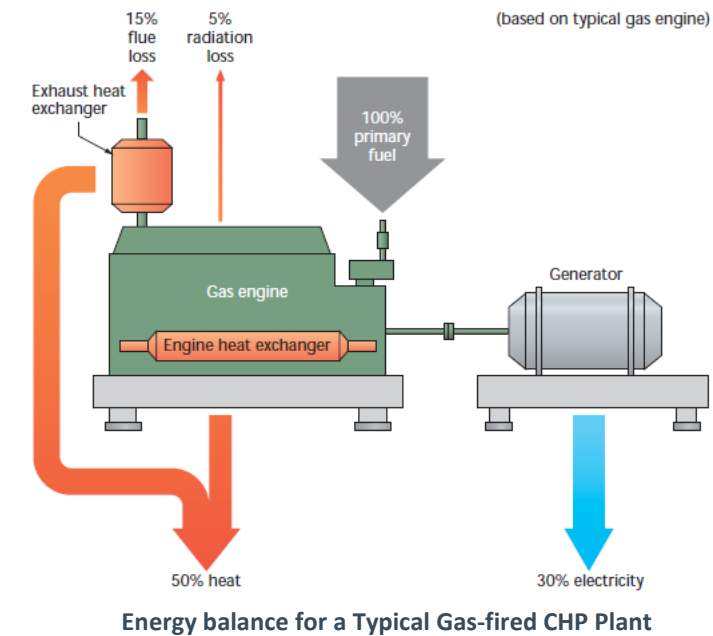 15%
flue
loss
5%
radiation
loss
(based on typical gas engine)
Exhaust heat
exchanger
100%
primary
fuel
Gas engine
Generator
Engine heat exchanger
50% heat
30% electricity
Energy balance for a Typical Gas-fired CHP Plant